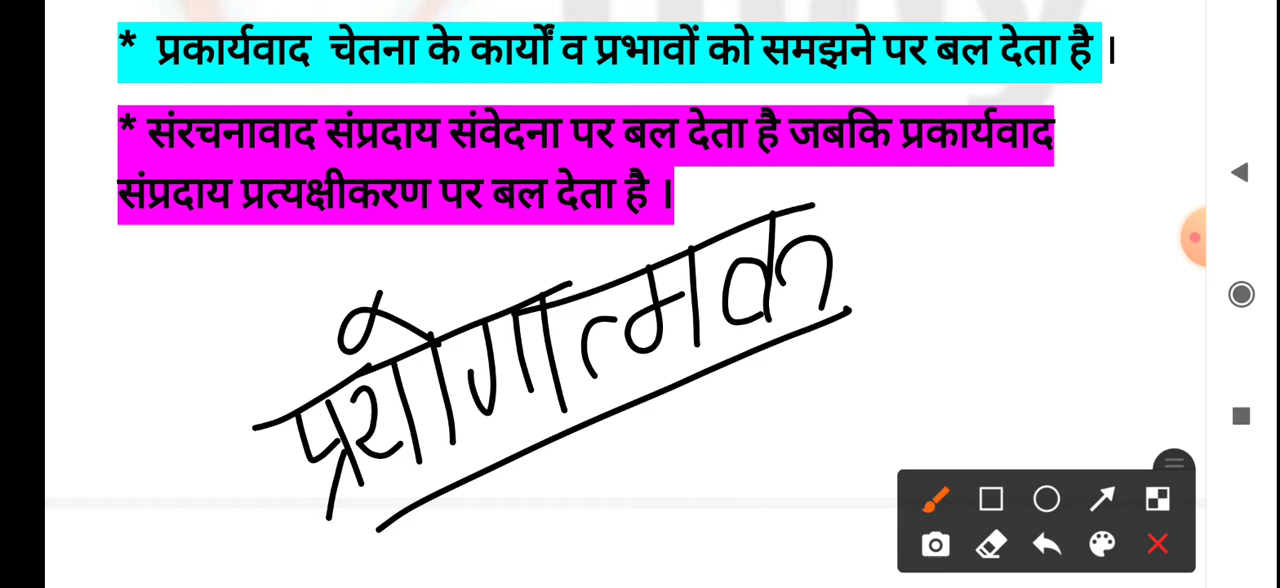 * प्रकार्यवाद चेतना के कार्यों व प्रभावों को समझने पर बल देता है ।
* संरचनावाद संप्रदाय संवेदना पर बल देता है जबकि प्रकार्यवाद
संप्रदाय प्रत्यक्षीकरण पर बल देता है ।
प्रयोगात्मक